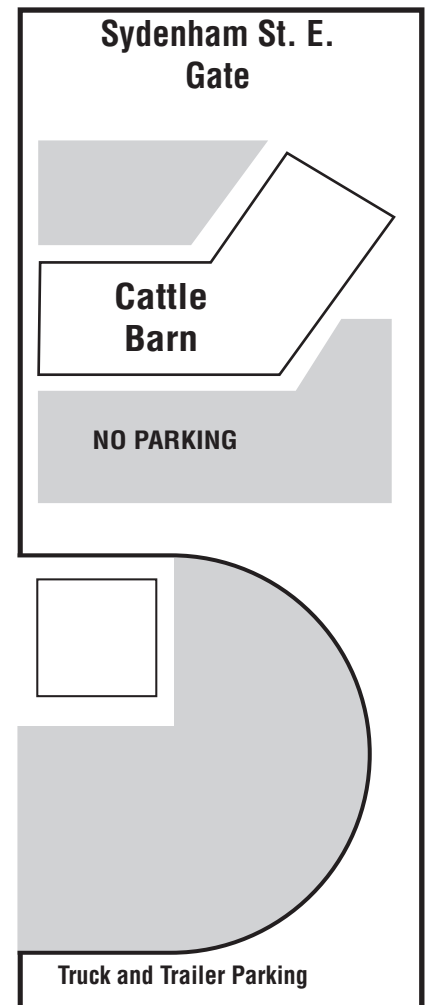 Sydenham St. E.
Gate
Cattle
Barn
NO PARKING
Truck and Trailer Parking